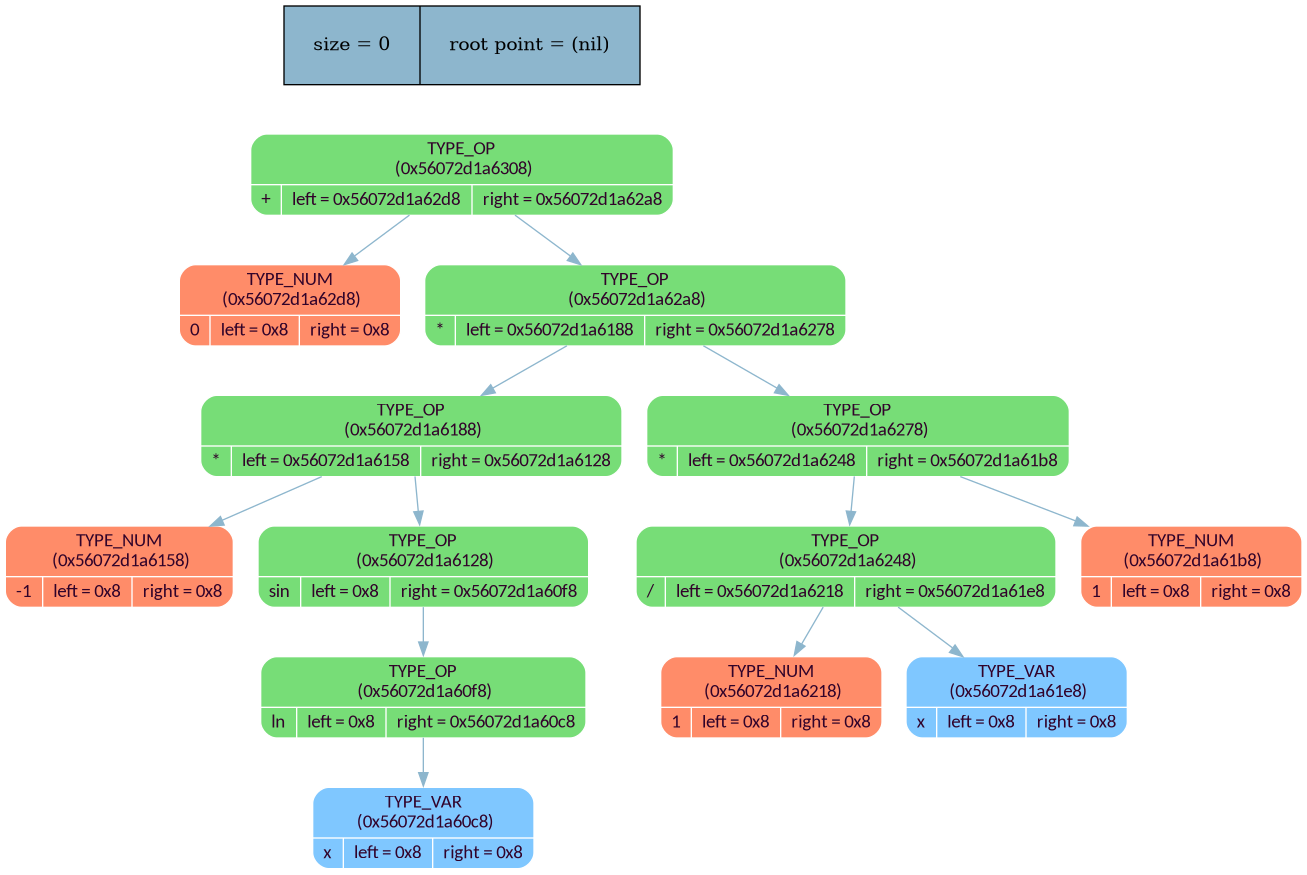 size = 0 root point = (nil)
TYPE_OP
(0x56072d1a6308)
+ left = 0x56072d1a62d8 right = 0x56072d1a62a8
TYPE_NUM
(0x56072d1a62d8)
0 left = 0x8 right = 0x8
TYPE_OP
(0x56072d1a62a8)
* left = 0x56072d1a6188 right = 0x56072d1a6278
TYPE_OP
(0x56072d1a6188)
* left = 0x56072d1a6158 right = 0x56072d1a6128
TYPE_OP
(0x56072d1a6278)
* left = 0x56072d1a6248 right = 0x56072d1a61b8
TYPE_NUM
(0x56072d1a6158)
-1 left = 0x8 right = 0x8
TYPE_OP
(0x56072d1a6128)
sin left = 0x8 right = 0x56072d1a60f8
TYPE_OP
(0x56072d1a6248)
/ left = 0x56072d1a6218 right = 0x56072d1a61e8
TYPE_NUM
(0x56072d1a61b8)
1 left = 0x8 right = 0x8
TYPE_OP
(0x56072d1a60f8)
ln left = 0x8 right = 0x56072d1a60c8
TYPE_NUM
(0x56072d1a6218)
1 left = 0x8 right = 0x8
TYPE_VAR
(0x56072d1a61e8)
x left = 0x8 right = 0x8
TYPE_VAR
(0x56072d1a60c8)
x left = 0x8 right = 0x8